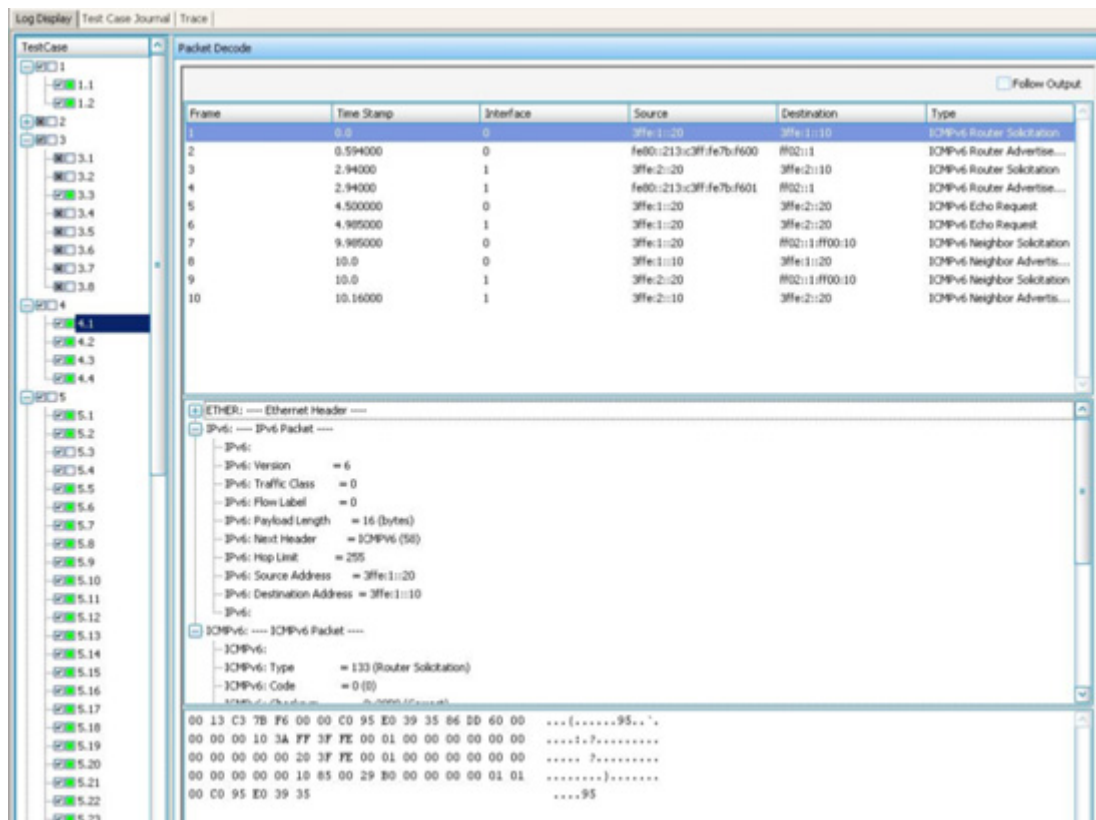 Log Display Test Case Journal Trace
TestCase
1
1.1
1.2
2
3
3.1
3.2
3.3
3.4
3.5
3.6
3.7
3.8
4
4.1
4.2
4.3
4.4
5
5.1
5.2
5.3
5.4
5.5
5.6
5.7
5.8
5.9
5.10
5.11
5.12
5.13
5.14
5.15
5.16
5.17
5.18
5.19
5.20
5.21
5.22
5.23
Packet Decode
Follow Output
Frame Time Stamp Interface Source Destination Type
1 0.0 0 3ffe:1::20 3ffe:1::10 ICMPv6 Router Solicitation
2 0.594000 0 fe80::213:c3ff:fe7b:f600 ff02::1 ICMPv6 Router Advertise....
3 2.94000 1 3ffe:2::20 3ffe:2::10 ICMPv6 Router Solicitation
4 2.94000 1 fe80::213:c3ff:fe7b:f601 ff02::1 ICMPv6 Router Advertise....
5 4.500000 0 3ffe:1::20 3ffe:2::20 ICMPv6 Echo Request
6 4.985000 1 3ffe:1::20 3ffe:2::20 ICMPv6 Echo Request
7 9.985000 0 3ffe:1::20 ff02::1:ff00:10 ICMPv6 Neighbor Solicitation
8 10.0 0 3ffe:1::10 3ffe:1::20 ICMPv6 Neighbor Advertis....
9 10.0 1 3ffe:2::20 ff02::1:ff00:10 ICMPv6 Neighbor Solicitation
10 10.16000 1 3ffe:2::10 3ffe:2::20 ICMPv6 Neighbor Advertis....
ETHER: ---- Ethernet Header ----
IPv6: ---- IPv6 Packet ----
IPv6:
IPv6: Version = 6
IPv6: Traffic Class = 0
IPv6: Flow Label = 0
IPv6: Payload Length = 16 (bytes)
IPv6: Next Header = ICMPV6 (58)
IPv6: Hop Limit = 255
IPv6: Source Address = 3ffe:1::20
IPv6: Destination Address = 3ffe:1::10
IPv6:
ICMPv6: ---- ICMPv6 Packet ----
ICMPv6:
ICMPv6: Type = 133 (Router Solicitation)
ICMPv6: Code = 0 (0)
00 13 C3 7B F6 00 00 C0 95 E0 39 35 86 DD 60 00 ...{......95..`.
00 00 00 10 3A FF 3F FE 00 01 00 00 00 00 00 00 ....:.?.........
00 00 00 00 00 20 3F FE 00 01 00 00 00 00 00 00 ..... ?.........
00 00 00 00 00 10 85 00 29 B0 00 00 00 00 01 01 ........).......
00 C0 95 E0 39 35 ....95